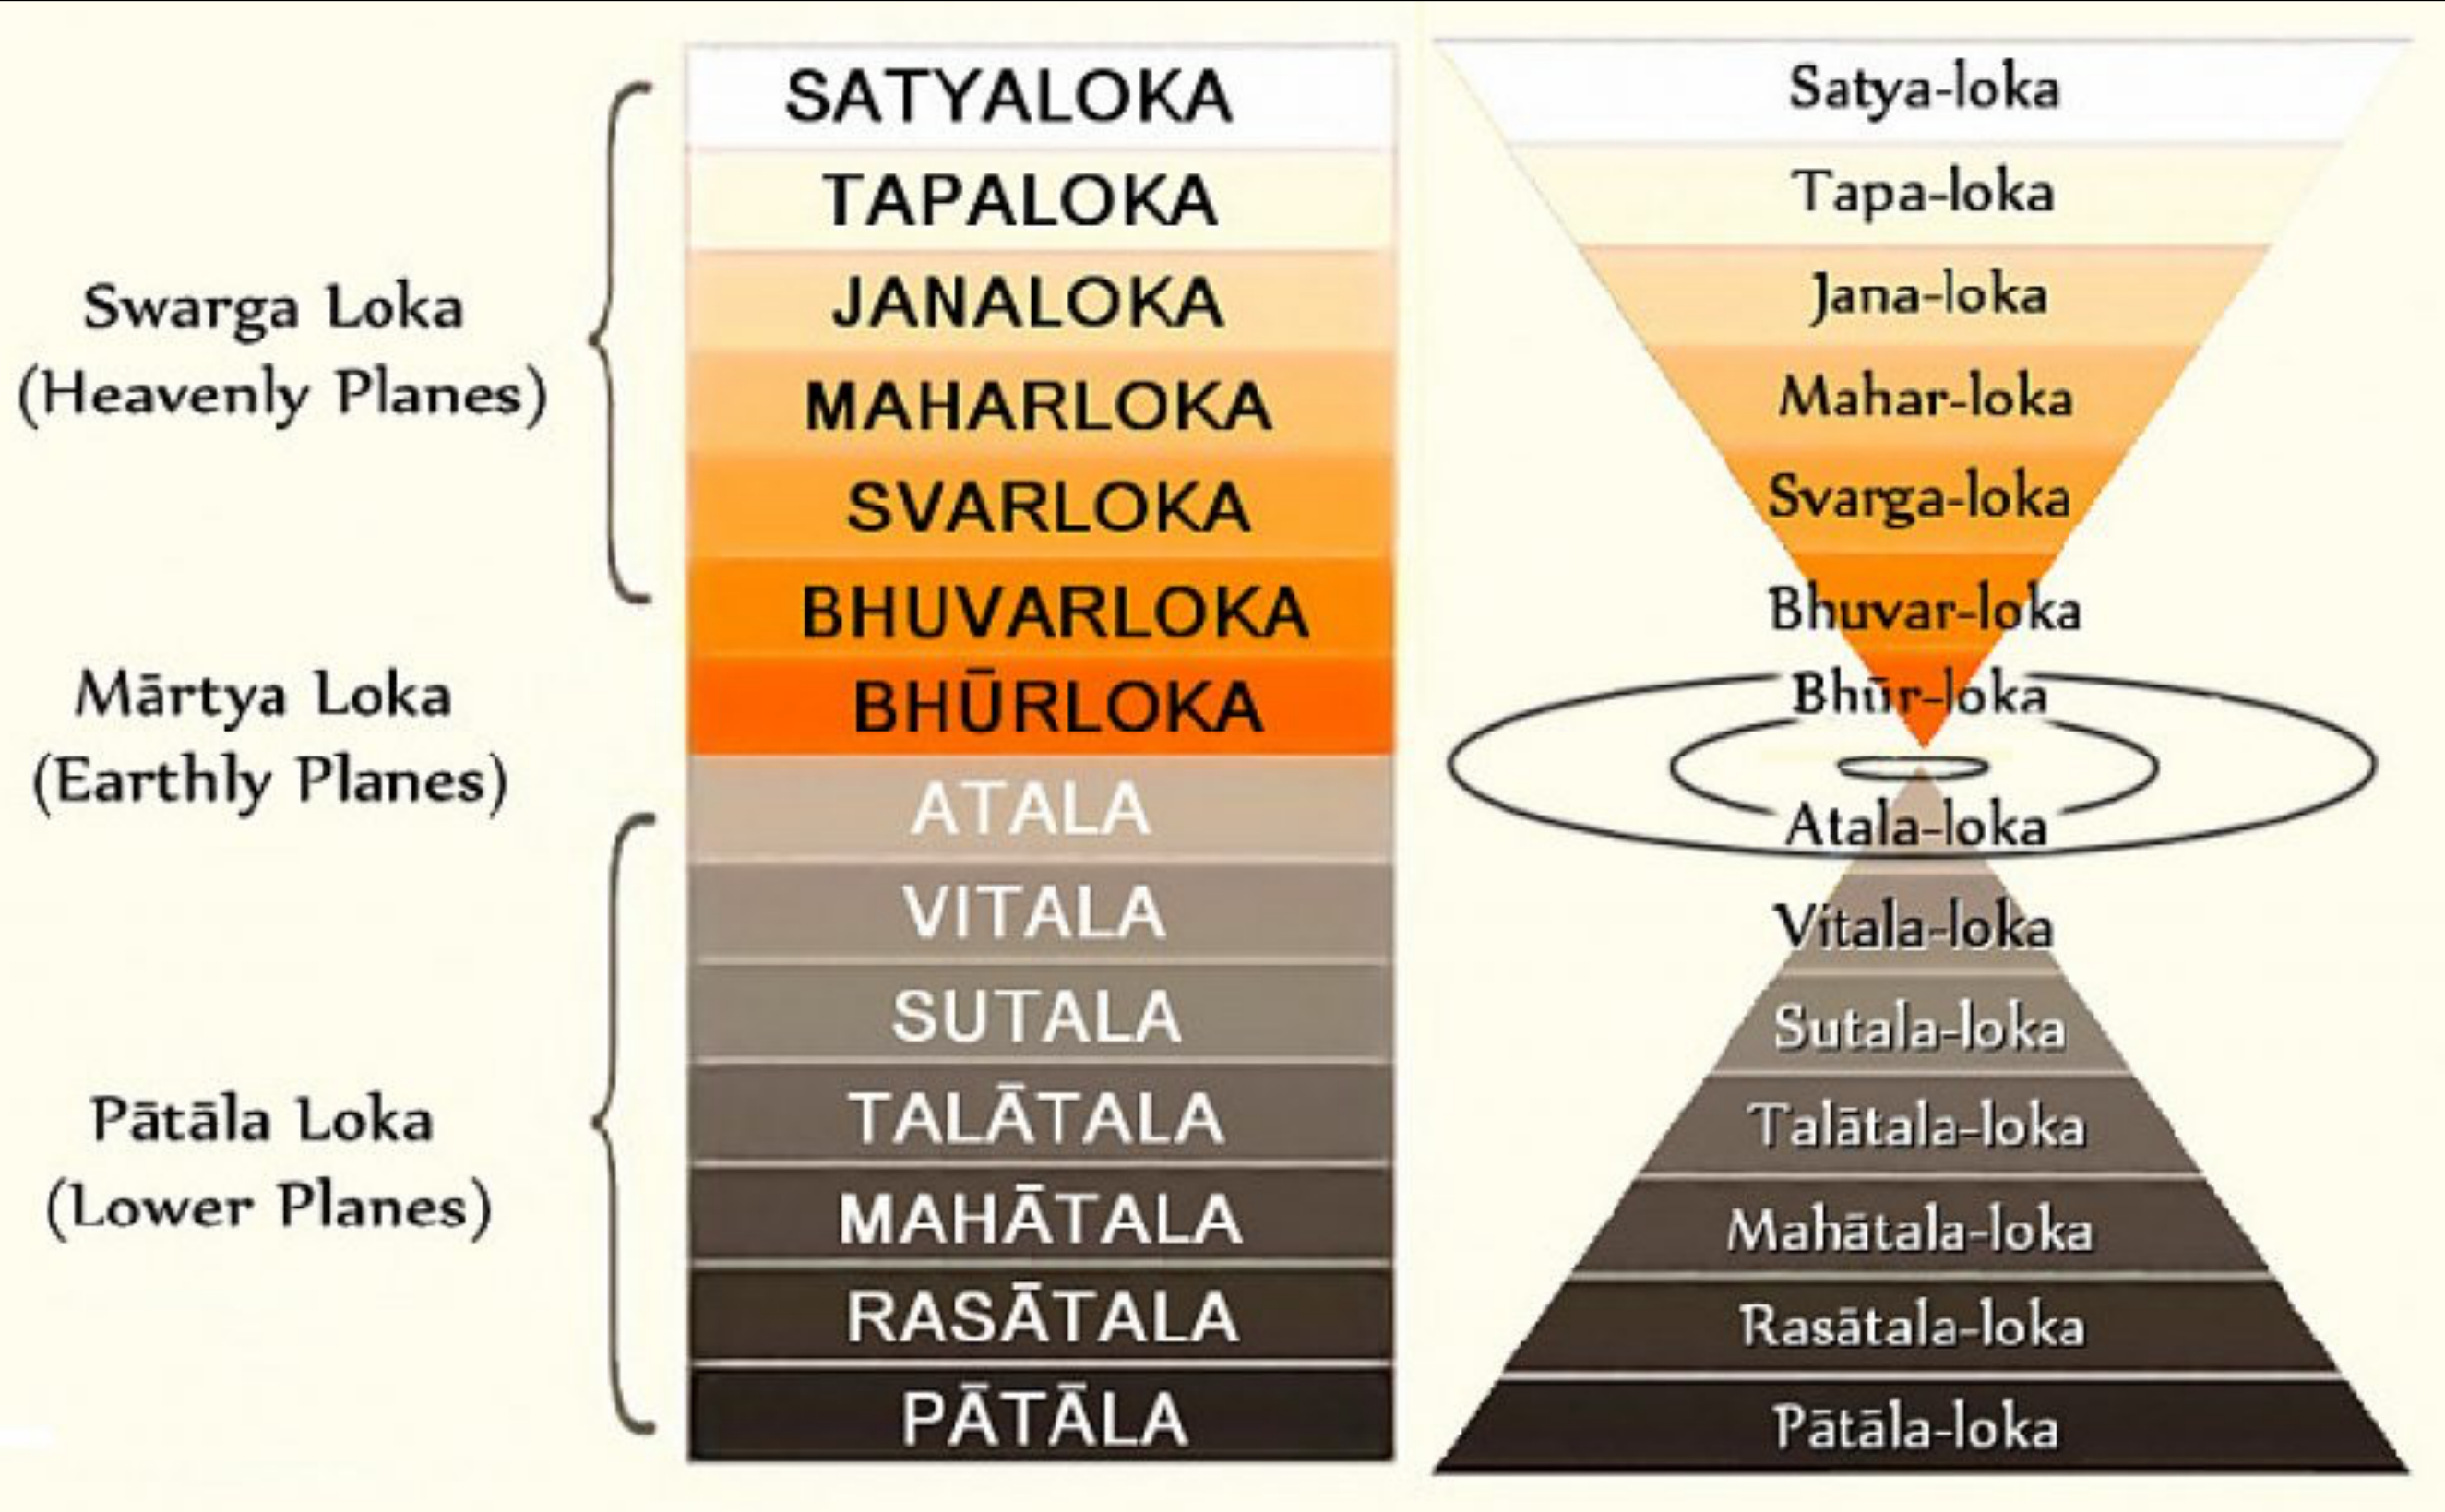 Swarga Loka
(Heavenly Planes)
Mārtya Loka
(Earthly Planes)
Pātāla Loka
(Lower Planes)
SATYALOKA
TAPALOKA
JANALOKA
MAHARLOKA
SVARLOKA
BHUVARLOKA
BHŪRLOKA
ATALA
VITALA
SUTALA
TALĀTALA
MAHĀTALA
RASĀTALA
PĀTĀLA
Satya-loka
Tapa-loka
Jana-loka
Mahar-loka
Svarga-loka
Bhuvar-loka
Bhūr-loka
Atala-loka
Vitala-loka
Sutala-loka
Talātala-loka
Mahātala-loka
Rasātala-loka
Pātāla-loka